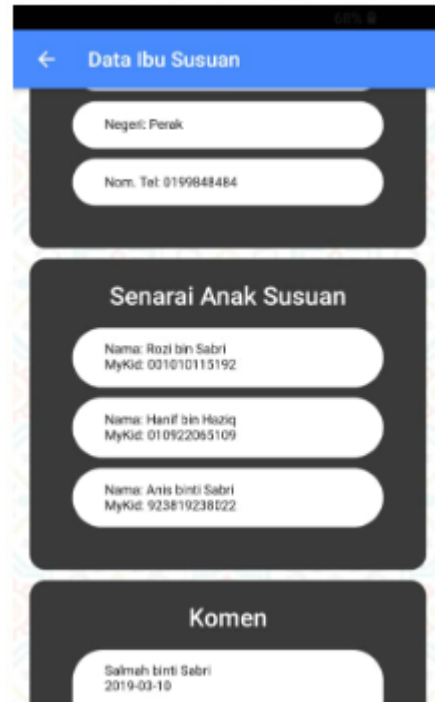 68%
Data Ibu Susuan
Negeri: Perak
Nom. Tel: 0199848484
Senarai Anak Susuan
Nama: Rozi bin Sabri
MyKid: 001010115192
Nama: Hanif bin Haziq
MyKid: 010922065109
Nama: Anis binti Sabri
MyKid: 923819238022
Komen
Salmah binti Sabri
2019-03-10